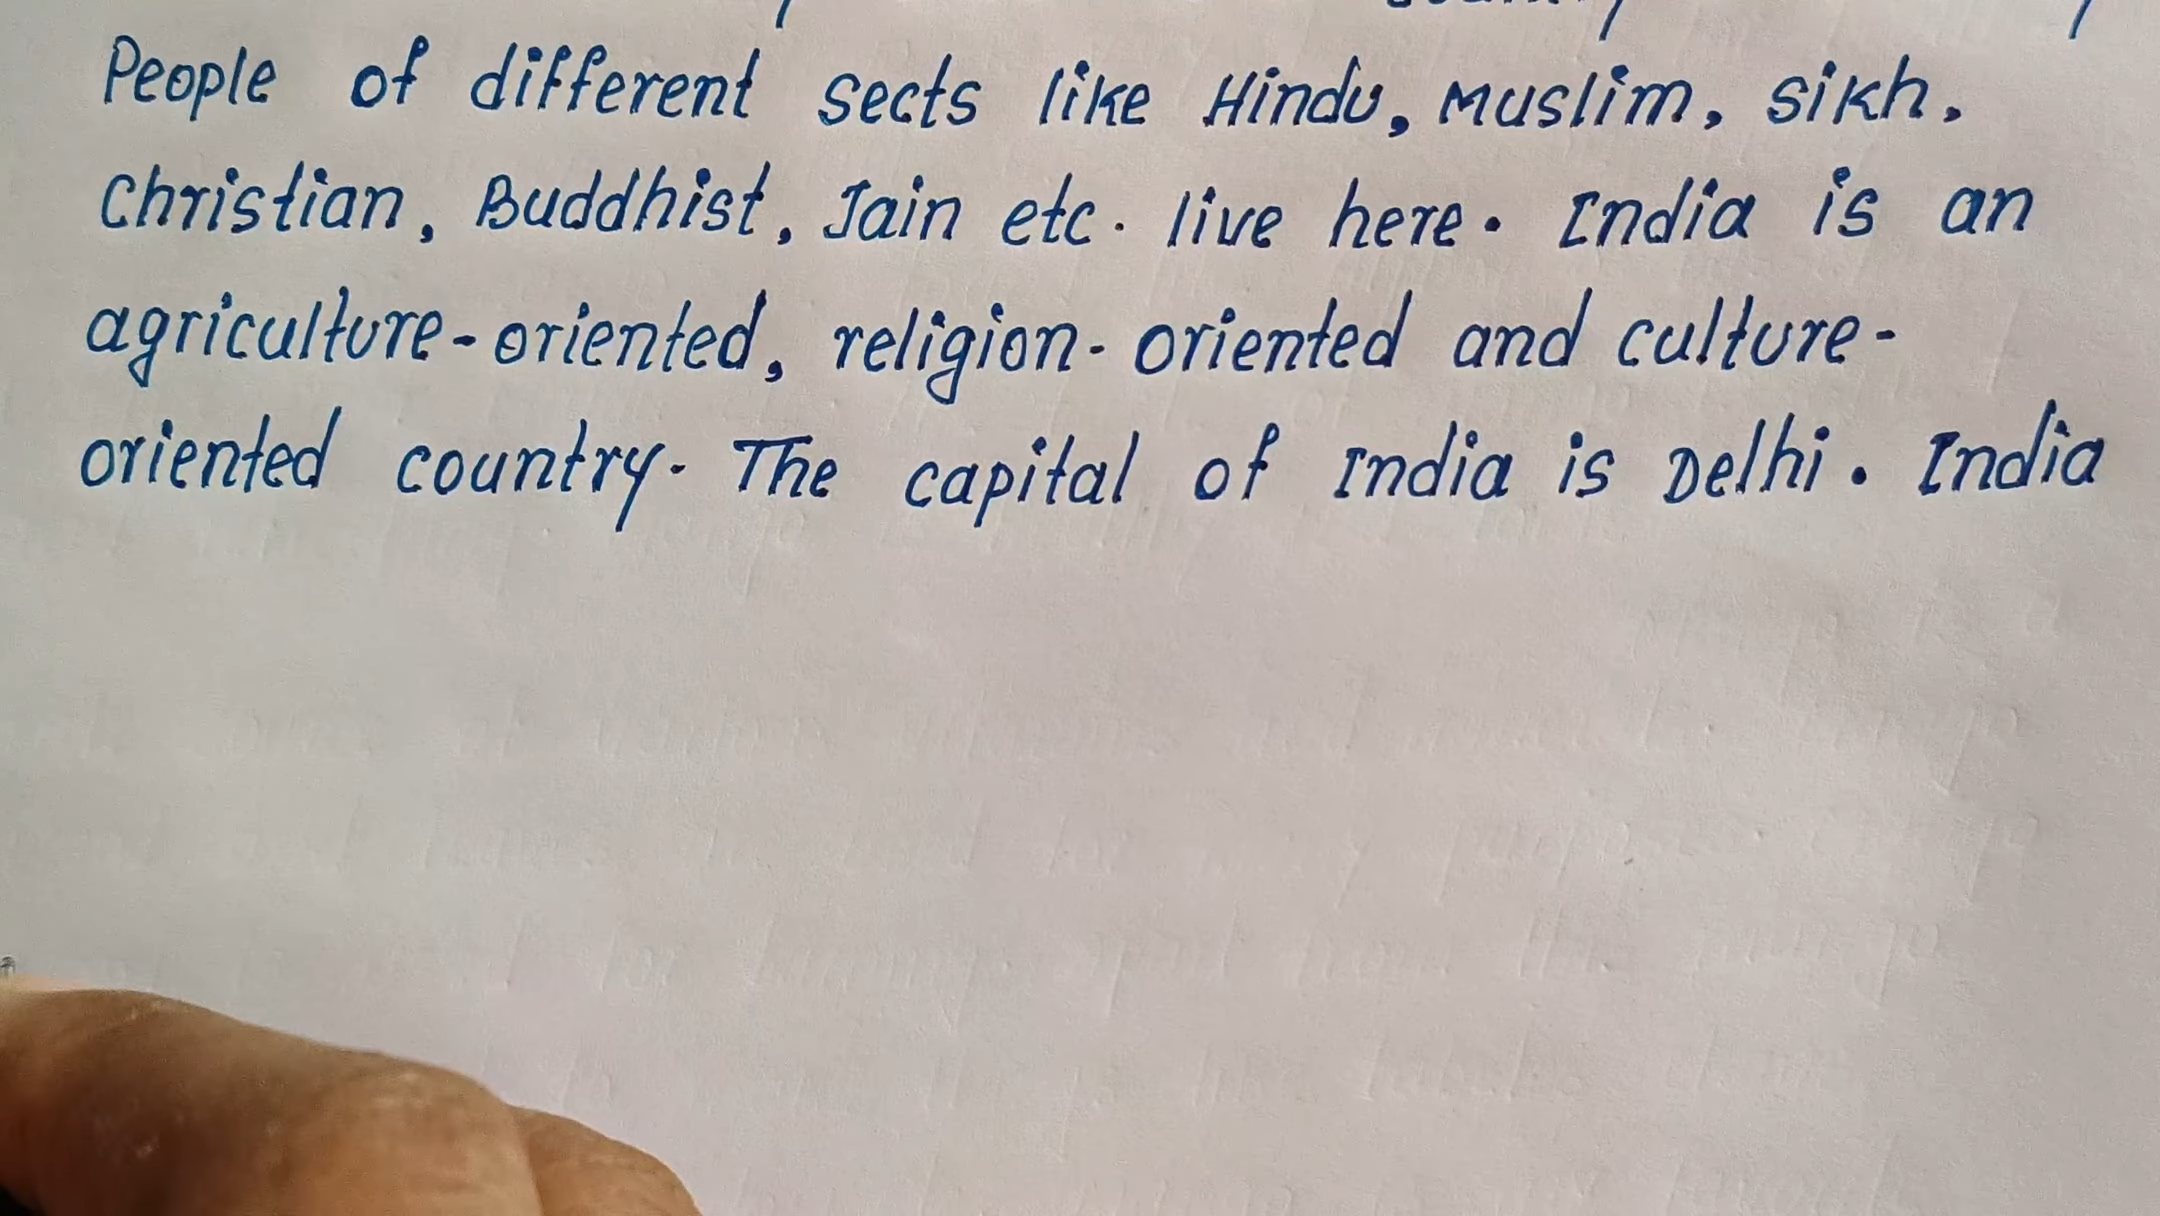 People of different sects like Hindu, Muslim, Sikh,
Christian, Buddhist, Jain etc. live here. India is an
agriculture-oriented, religion-oriented and culture-
oriented country. The capital of India is Delhi. India